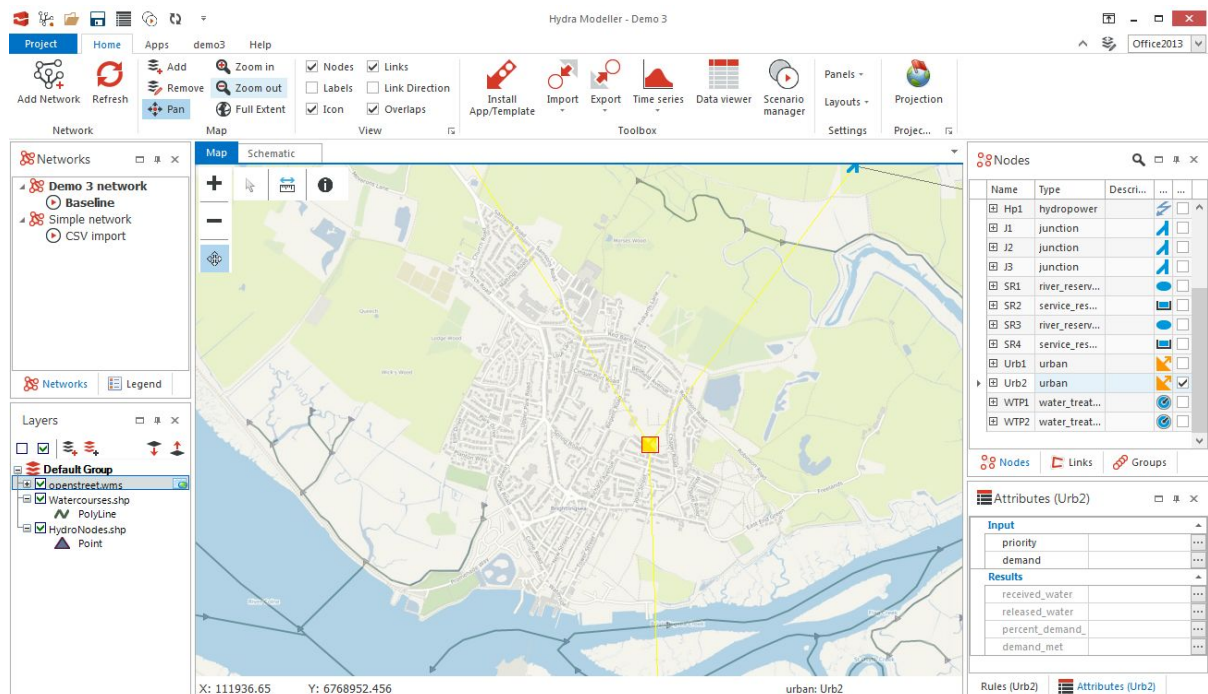 Hydra Modeller - Demo 3
Project Home Apps demo3 Help
Office2013
Add Network Refresh
Add
Remove
Pan
Zoom in
Zoom out
Full Extent
Nodes Links
Labels Link Direction
Icon Overlaps
Install App/Template
Import Export Time series Data viewer
Scenario manager
Panels
Layouts
Projection
Network Map View Toolbox Settings Projec...
Networks
Demo 3 network
Baseline
Simple network
CSV import
Networks Legend
Layers
Default Group
openstreet.wms
Watercourses.shp
PolyLine
HydroNodes.shp
Point
Map Schematic
X: 111936.65 Y: 6768952.456 urban: Urb2
Nodes
Name Type Descri... ... ...
Hp1 hydropower
J1 junction
J2 junction
J3 junction
SR1 river_reserv...
SR2 service_res...
SR3 river_reserv...
SR4 service_res...
Urb1 urban
Urb2 urban
WTP1 water_treat...
WTP2 water_treat...
Nodes Links Groups
Attributes (Urb2)
Input
priority
demand
Results
received_water
released_water
percent_demand_
demand_met
Rules (Urb2) Attributes (Urb2)